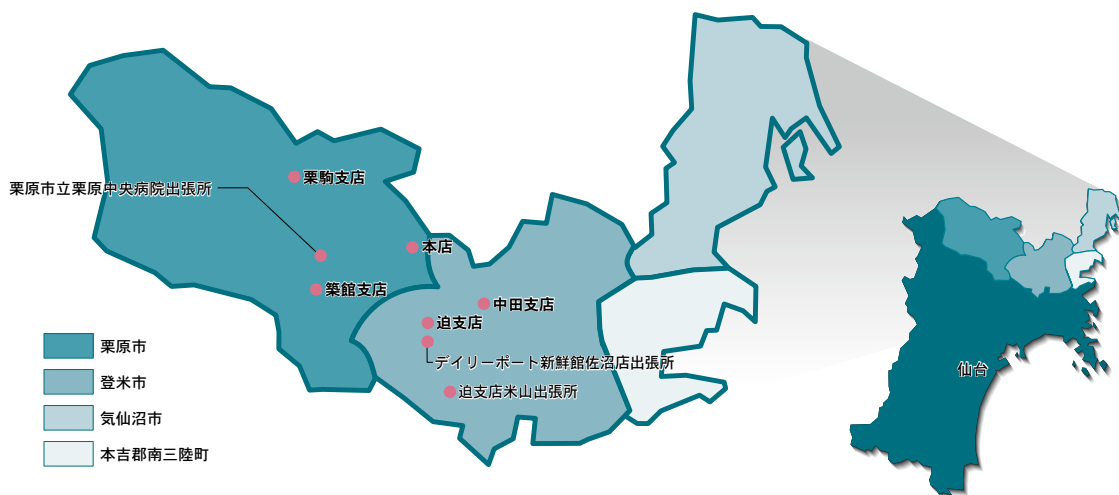 栗駒支店
栗原市立栗原中央病院出張所
本店
築館支店
中田支店
迫支店
デイリーポート新鮮館佐沼店出張所
迫支店米山出張所
栗原市
登米市
気仙沼市
本吉郡南三陸町
仙台